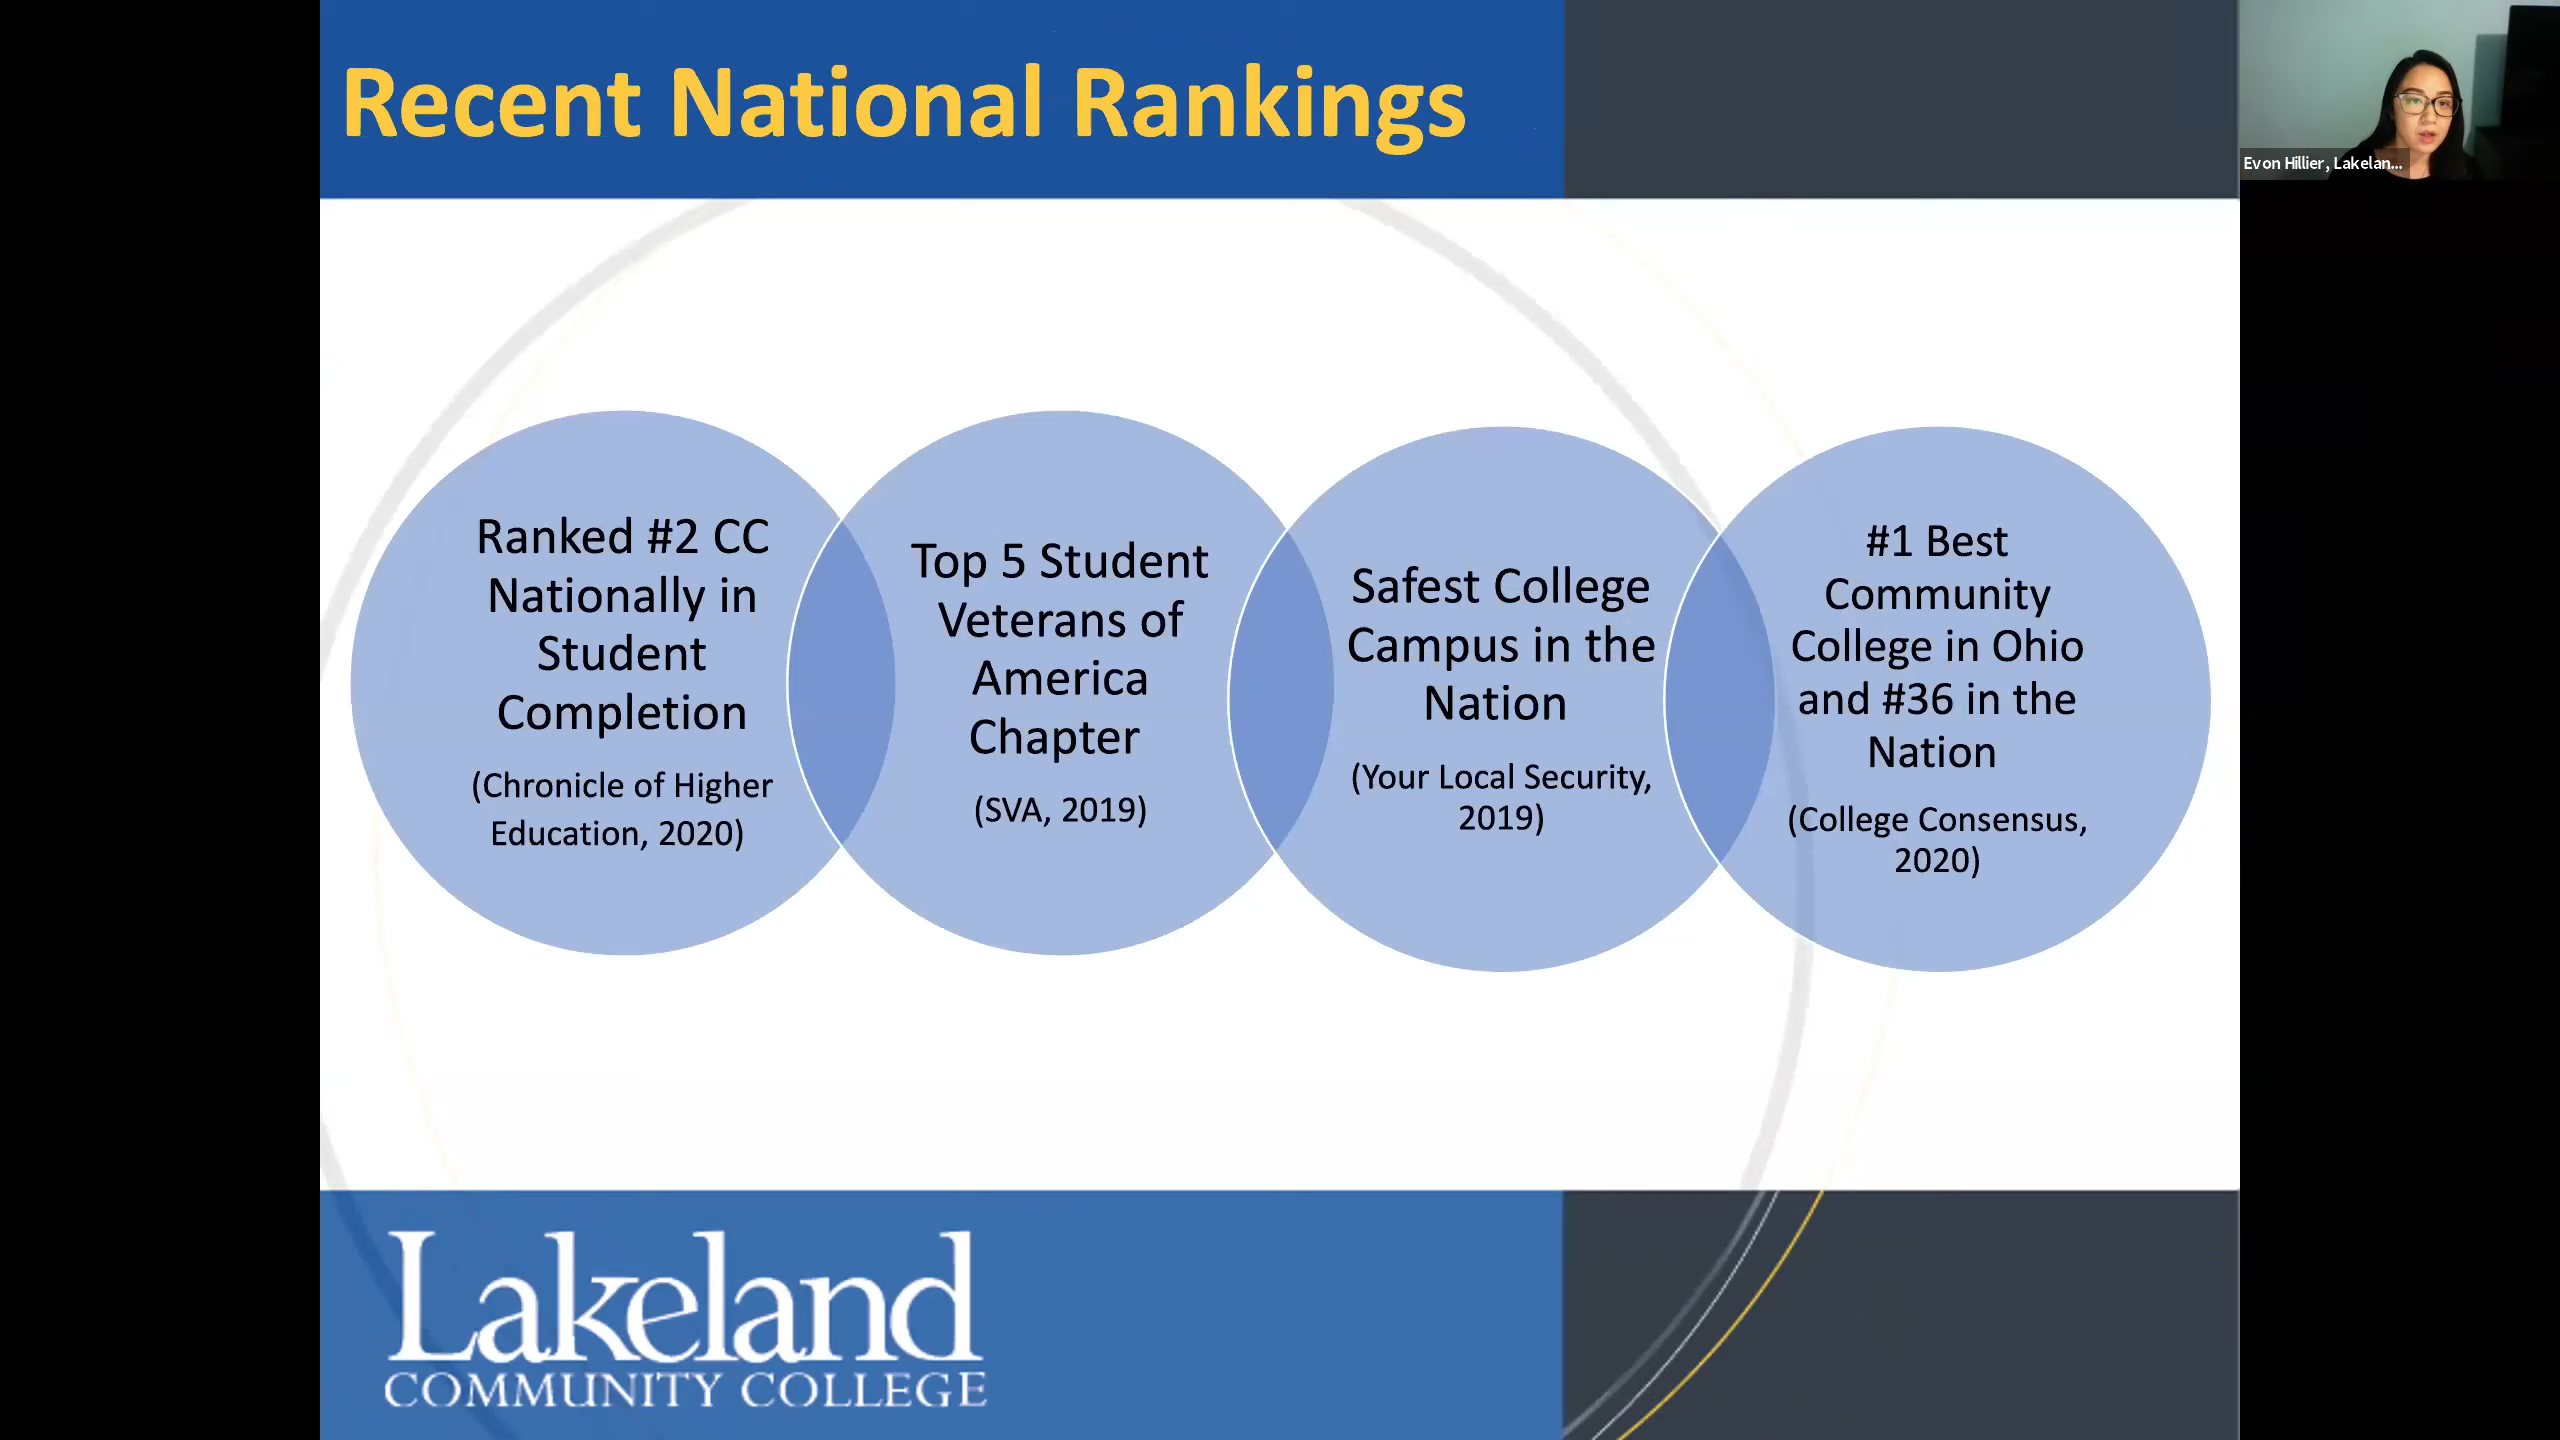 Recent National Rankings
Evon Hillier, Lakelan...
Ranked #2 CC
Nationally in
Student
Completion
(Chronicle of Higher
Education, 2020)
Top 5 Student
Veterans of
America
Chapter
(SVA, 2019)
Safest College
Campus in the
Nation
(Your Local Security,
2019)
#1 Best
Community
College in Ohio
and #36 in the
Nation
(College Consensus,
2020)
Lakeland
COMMUNITY COLLEGE